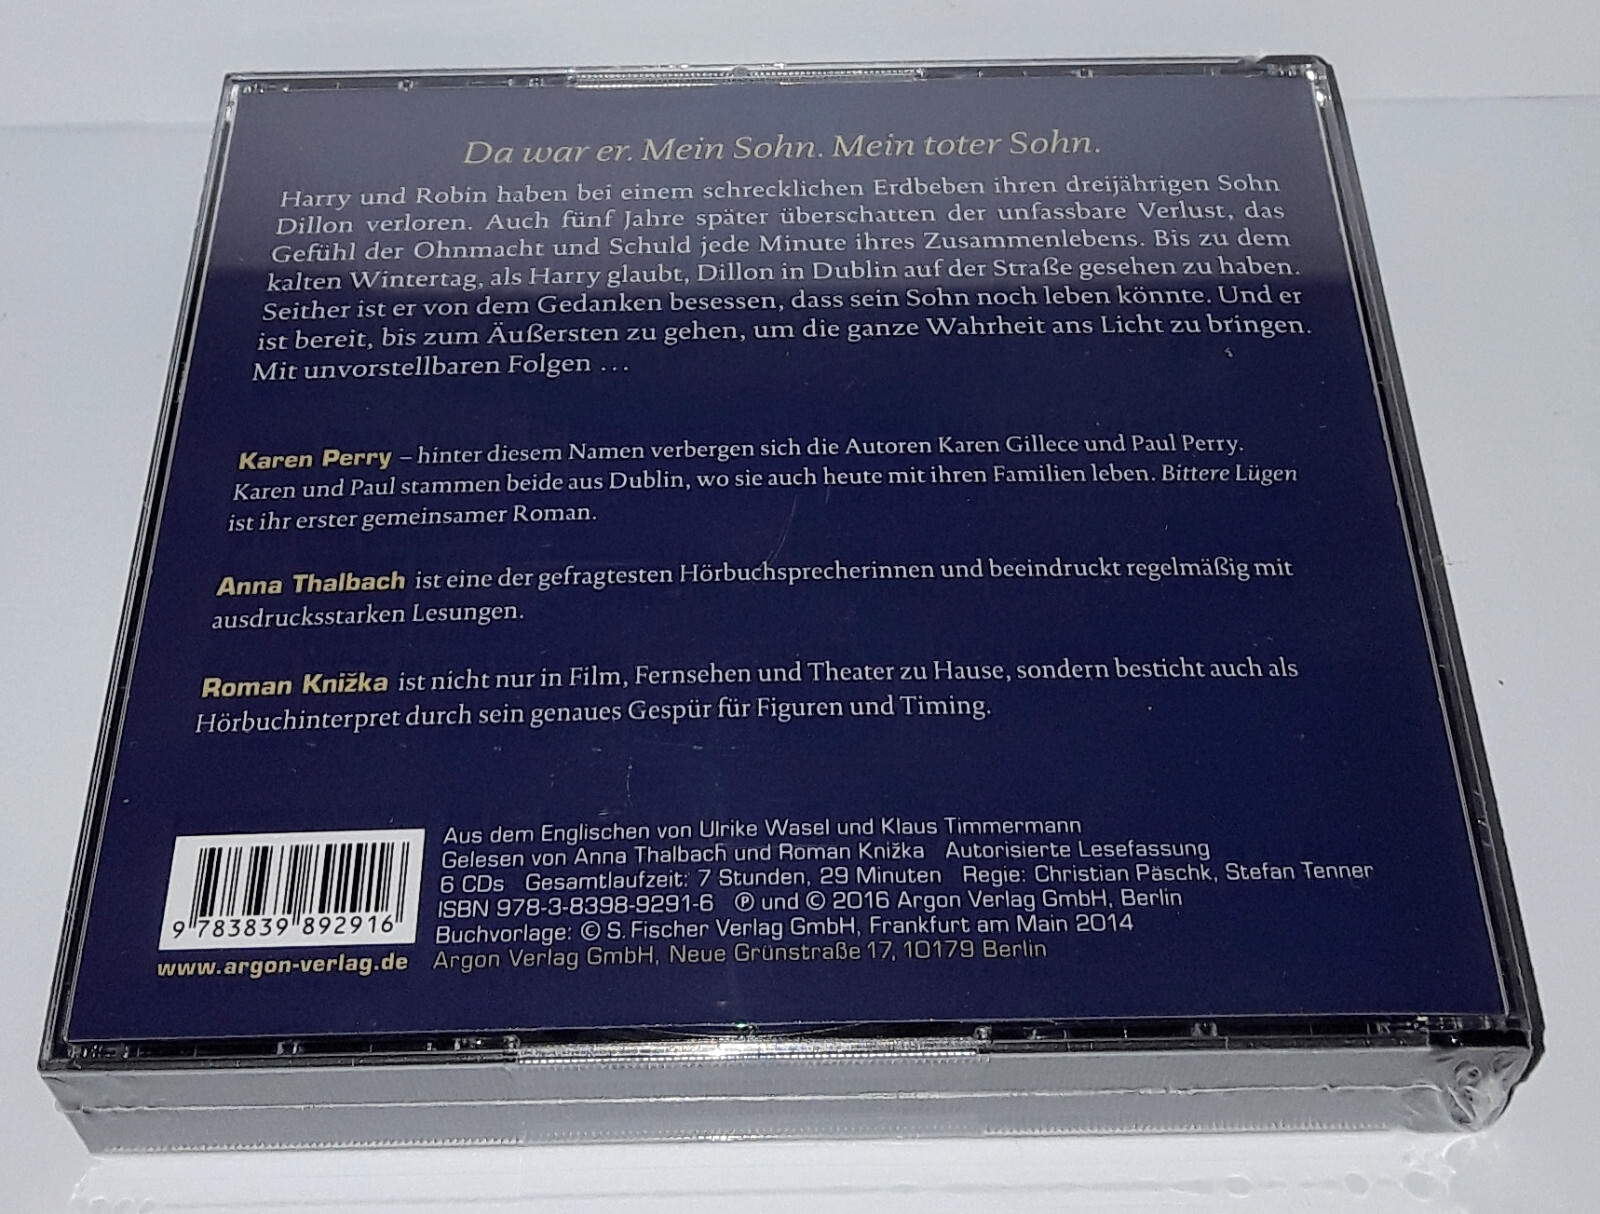 Da war er. Mein Sohn. Mein toter Sohn.
Harry und Robin haben bei einem schrecklichen Erdbeben ihren dreijährigen Sohn
Dillon verloren. Auch fünf Jahre später überschatten der unfassbare Verlust, das
Gefühl der Ohnmacht und Schuld jede Minute ihres Zusammenlebens. Bis zu dem
kalten Wintertag, als Harry glaubt, Dillon in Dublin auf der Straße gesehen zu haben.
Seither ist er von dem Gedanken besessen, dass sein Sohn noch leben könnte. Und er
ist bereit, bis zum Äußersten zu gehen, um die ganze Wahrheit ans Licht zu bringen.
Mit unvorstellbaren Folgen ...
Karen Perry – hinter diesem Namen verbergen sich die Autoren Karen Gillece und Paul Perry.
Karen und Paul stammen beide aus Dublin, wo sie auch heute mit ihren Familien leben. Bittere Lügen
ist ihr erster gemeinsamer Roman.
Anna Thalbach ist eine der gefragtesten Hörbuchsprecherinnen und beeindruckt regelmäßig mit
ausdrucksstarken Lesungen.
Roman Knižka ist nicht nur in Film, Fernsehen und Theater zu Hause, sondern besticht auch als
Hörbuchinterpret durch sein genaues Gespür für Figuren und Timing.
Aus dem Englischen von Ulrike Wasel und Klaus Timmermann
Gelesen von Anna Thalbach und Roman Knižka Autorisierte Lesefassung
6 CDs Gesamtlaufzeit: 7 Stunden, 29 Minuten Regie: Christian Päschk, Stefan Tenner
ISBN 978-3-8398-9291-6 ℗ und © 2016 Argon Verlag GmbH, Berlin
Buchvorlage: © S. Fischer Verlag GmbH, Frankfurt am Main 2014
Argon Verlag GmbH, Neue Grünstraße 17, 10179 Berlin
9 783839 892916
www.argon-verlag.de